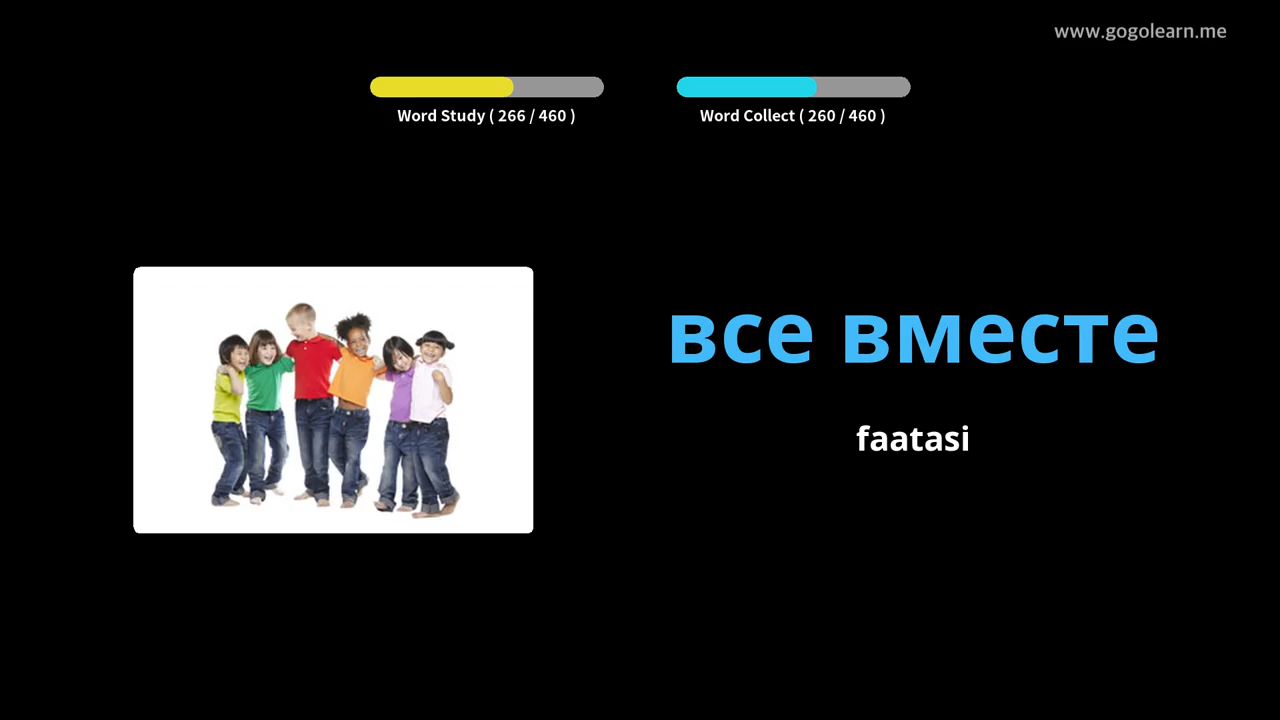 www.gogolearn.me
Word Study ( 266 / 460 )
Word Collect ( 260 / 460 )
все вместе
faatasi